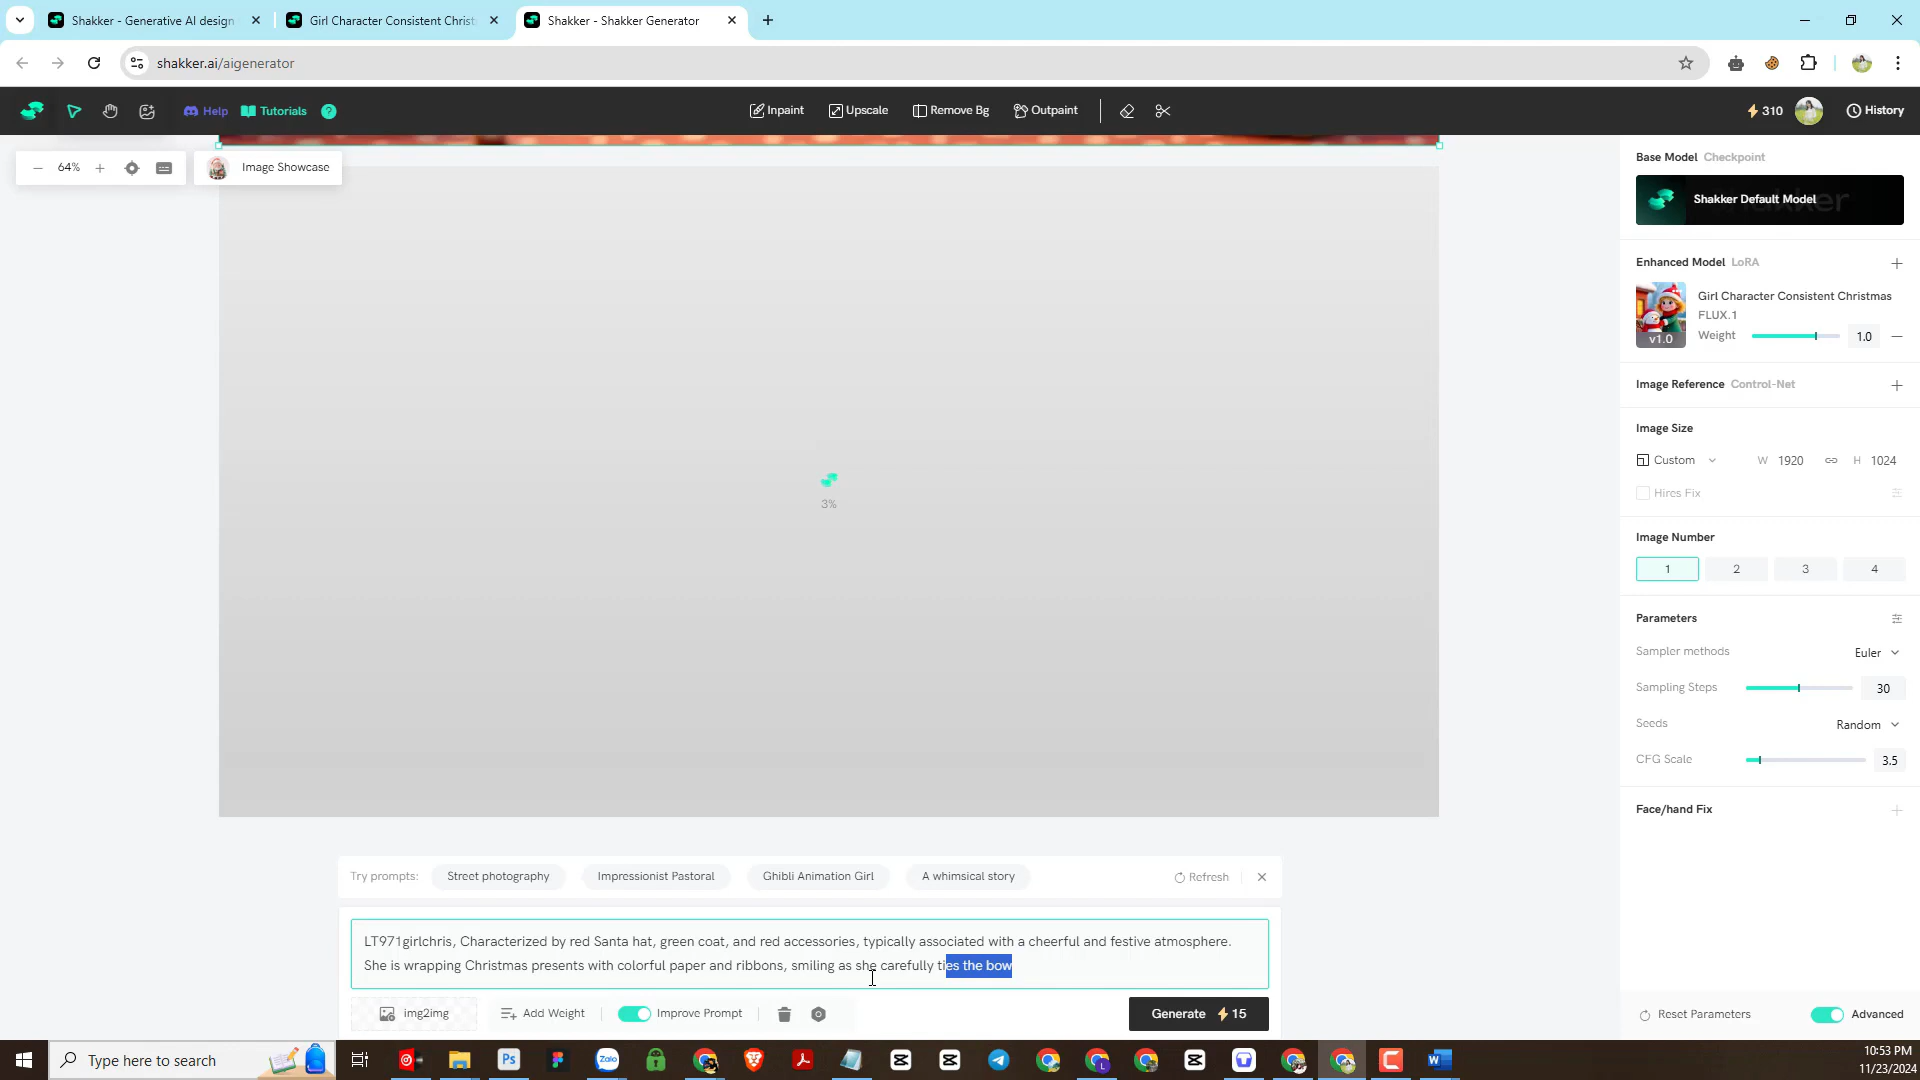 Shakker - Generative AI design
Girl Character Consistent Christ
Shakker - Shakker Generator
shakker.ai/aigenerator
Help
Tutorials
?
Inpaint
Upscale
Remove Bg
Outpaint
310
History
64%
Image Showcase
3%
Base Model Checkpoint
Shakker Default Model
Enhanced Model LoRA
Girl Character Consistent Christmas
FLUX.1
v1.0
Weight
1.0
Image Reference Control-Net
Image Size
Custom
W 1920
H 1024
Hires Fix
Image Number
1
2
3
4
Parameters
Sampler methods
Euler
Sampling Steps
30
Seeds
Random
CFG Scale
3.5
Face/hand Fix
Try prompts:
Street photography
Impressionist Pastoral
Ghibli Animation Girl
A whimsical story
Refresh
LT971girlchris, Characterized by red Santa hat, green coat, and red accessories, typically associated with a cheerful and festive atmosphere.
She is wrapping Christmas presents with colorful paper and ribbons, smiling as she carefully ties the bow
img2img
Add Weight
Improve Prompt
Generate
15
Reset Parameters
Advanced
Type here to search
Ps
Zalo
10:53 PM
11/23/2024